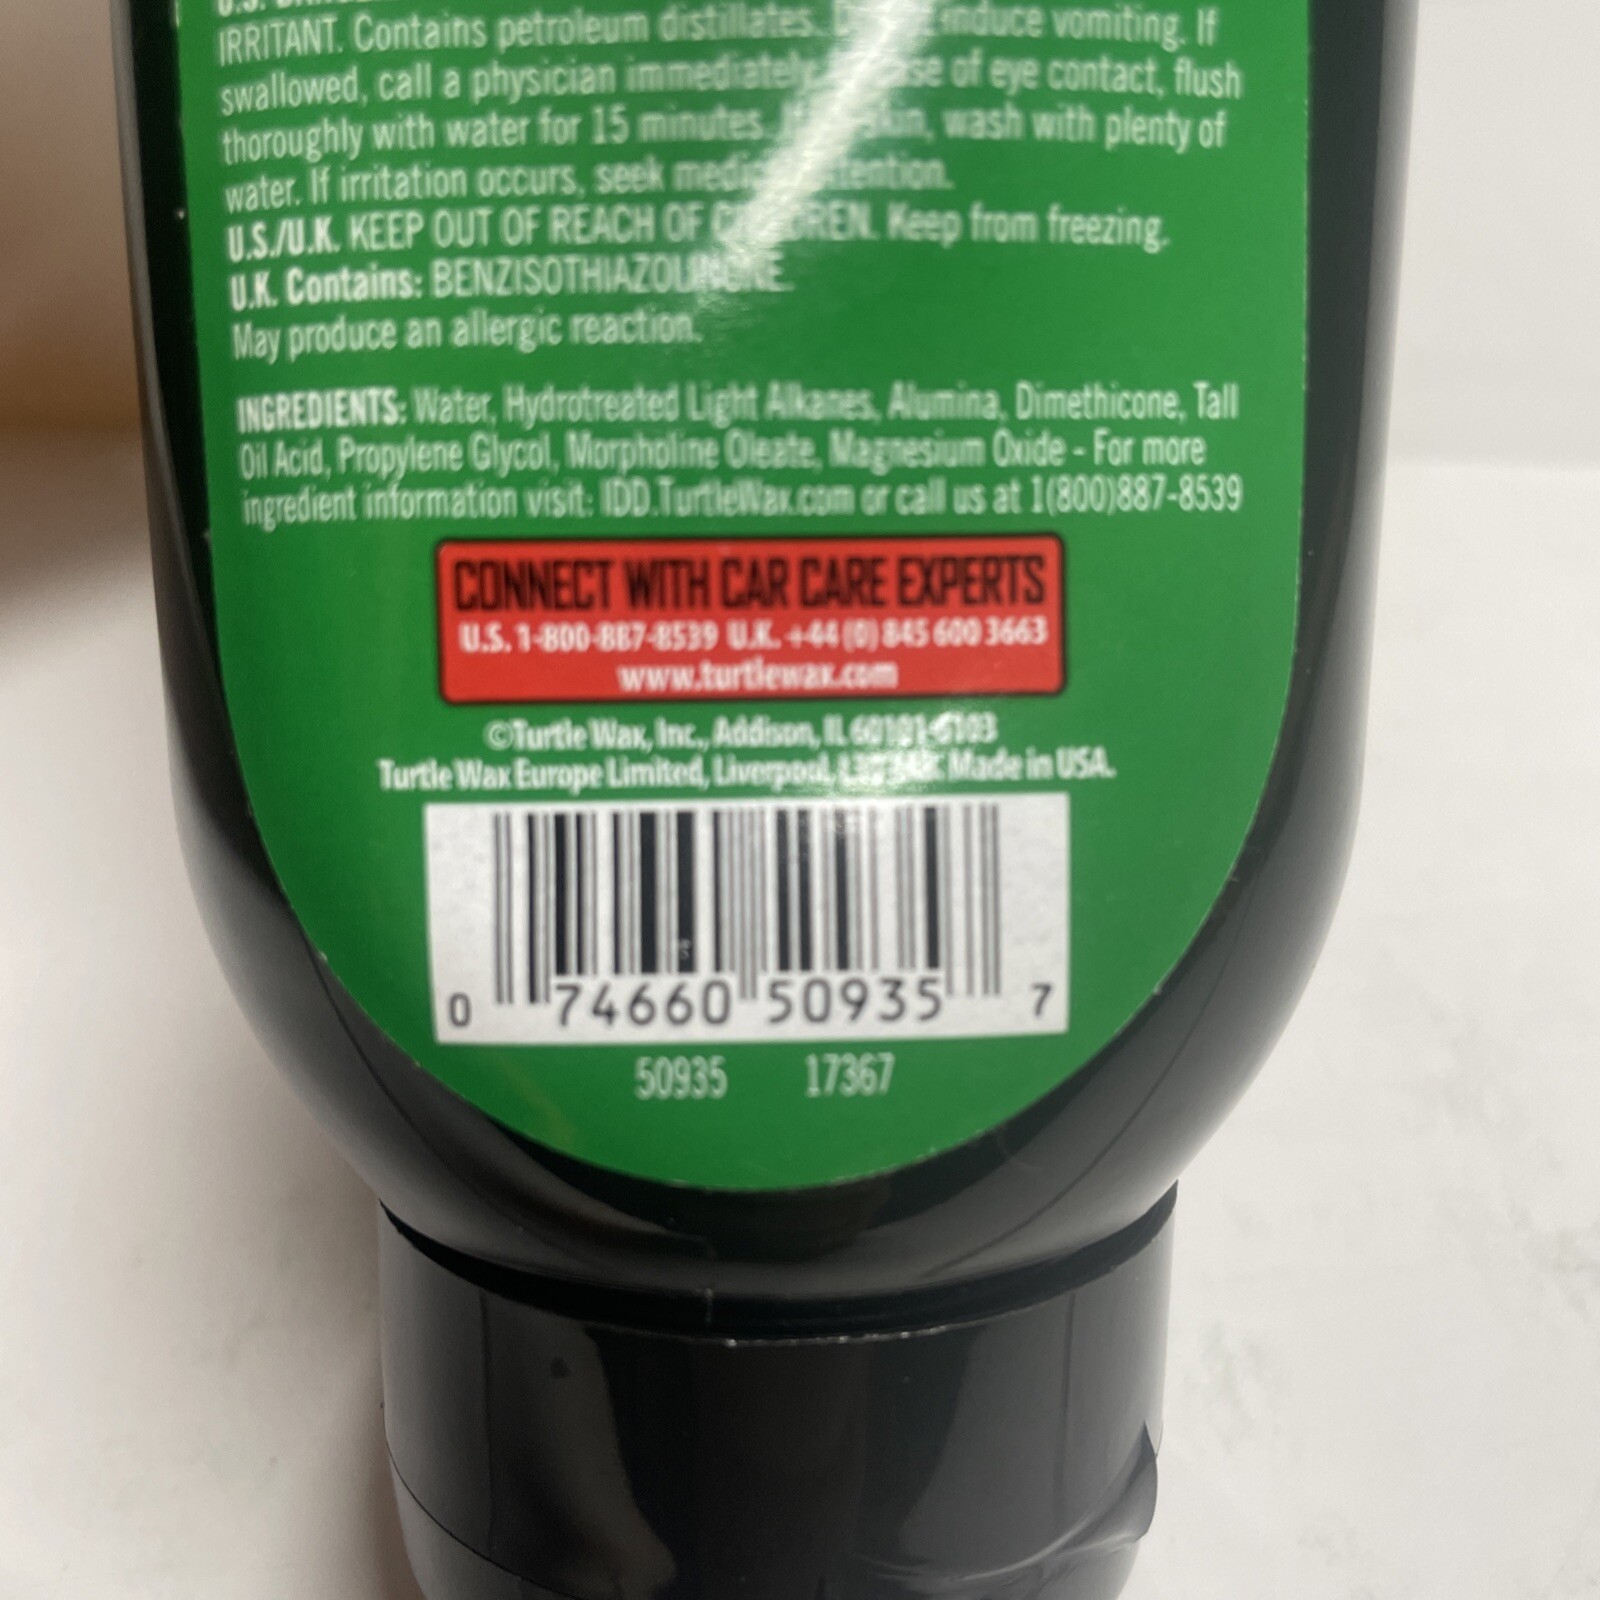 U.S.
IRRITANT. Contains petroleum distillates. induce vomiting. If
swallowed, call a physician immediately. of eye contact, flush
thoroughly with water for 15 minutes. wash with plenty of
water. If irritation occurs, seek medical attention.
U.S./U.K. KEEP OUT OF REACH OF CHILDREN. Keep from freezing.
U.K. Contains: BENZISOTHIAZOLINONE.
May produce an allergic reaction.
INGREDIENTS: Water, Hydrotreated Light Alkanes, Alumina, Dimethicone, Tall
Oil Acid, Propylene Glycol, Morpholine Oleate, Magnesium Oxide - For more
ingredient information visit: IDD.TurtleWax.com or call us at 1(800)887-8539
CONNECT WITH CAR CARE EXPERTS
U.S. 1-800-887-8539 U.K. +44 (0) 845 600 3663
www.turtlewax.com
©Turtle Wax, Inc., Addison, IL 60101-
Turtle Wax Europe Limited, Liverpool, Made in USA.
0 74660 50935 7
50935 17367